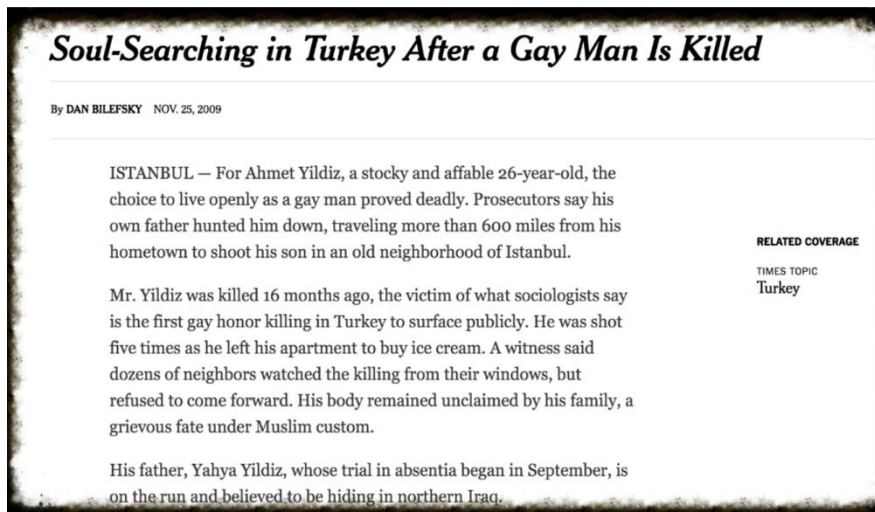 Soul-Searching in Turkey After a Gay Man Is Killed
By DAN BILEFSKY NOV. 25, 2009
ISTANBUL — For Ahmet Yildiz, a stocky and affable 26-year-old, the
choice to live openly as a gay man proved deadly. Prosecutors say his
own father hunted him down, traveling more than 600 miles from his
hometown to shoot his son in an old neighborhood of Istanbul.
Mr. Yildiz was killed 16 months ago, the victim of what sociologists say
is the first gay honor killing in Turkey to surface publicly. He was shot
five times as he left his apartment to buy ice cream. A witness said
dozens of neighbors watched the killing from their windows, but
refused to come forward. His body remained unclaimed by his family, a
grievous fate under Muslim custom.
His father, Yahya Yildiz, whose trial in absentia began in September, is
on the run and believed to be hiding in northern Iraq.
RELATED COVERAGE
TIMES TOPIC
Turkey